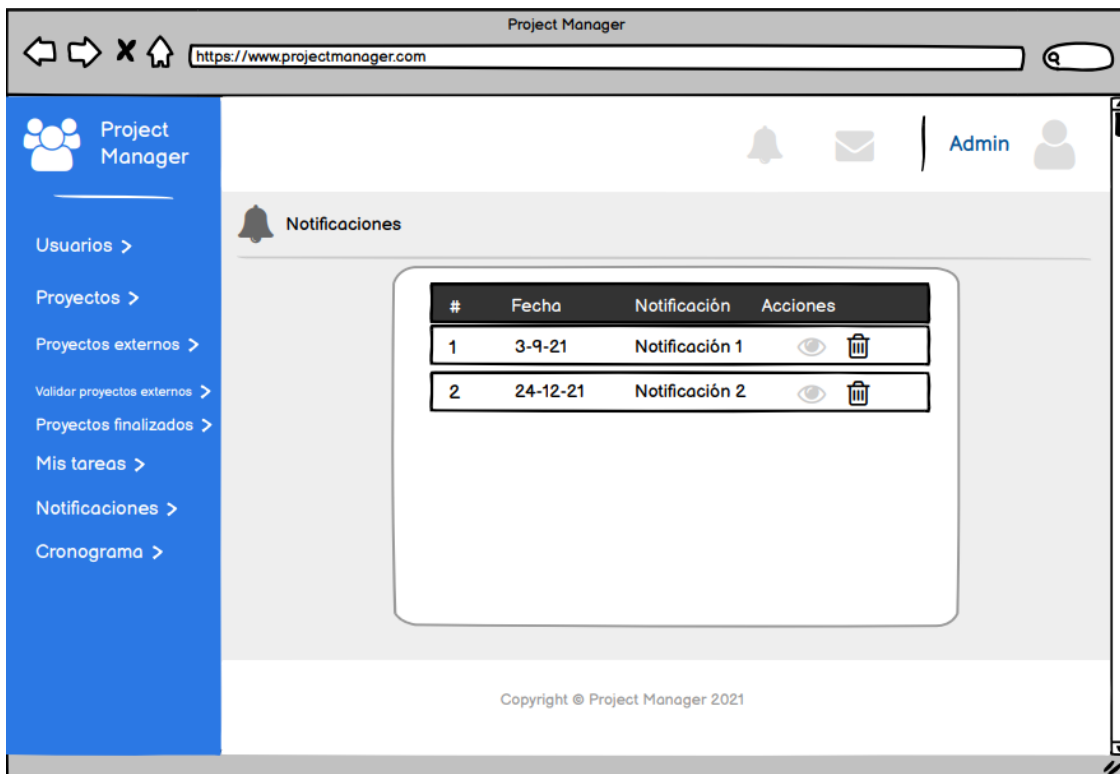 Project Manager
https://www.projectmanager.com
Project
Manager
Admin
Usuarios >
Proyectos >
Proyectos externos >
Validar proyectos externos >
Proyectos finalizados >
Mis tareas >
Notificaciones >
Cronograma >
Notificaciones
# Fecha Notificación Acciones
1 3-9-21 Notificación 1
2 24-12-21 Notificación 2
Copyright © Project Manager 2021